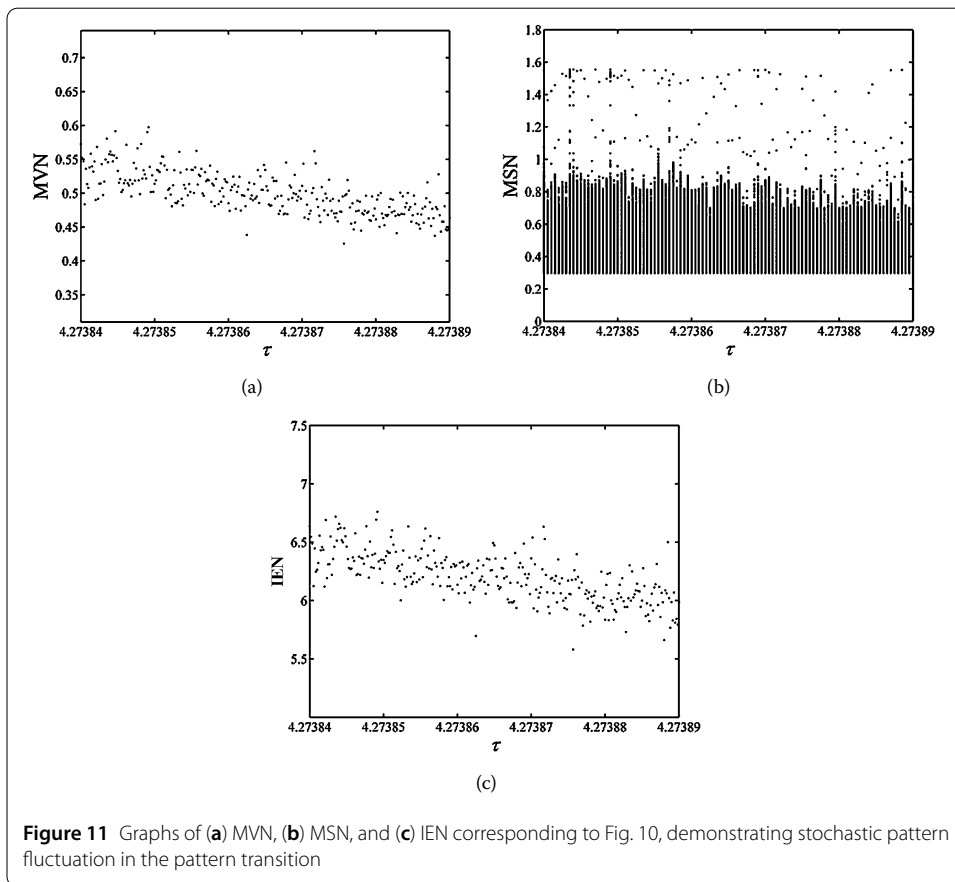 0.7
0.65
0.6
0.55
0.5
0.45
0.4
0.35
MVN
4.27384 4.27385 4.27386 4.27387 4.27388 4.27389
τ
(a)
1.8
1.6
1.4
1.2
1
0.8
0.6
0.4
0.2
0
MSN
4.27384 4.27385 4.27386 4.27387 4.27388 4.27389
τ
(b)
7.5
7
6.5
6
5.5
IEN
4.27384 4.27385 4.27386 4.27387 4.27388 4.27389
τ
(c)
Figure 11 Graphs of (a) MVN, (b) MSN, and (c) IEN corresponding to Fig. 10, demonstrating stochastic pattern
fluctuation in the pattern transition